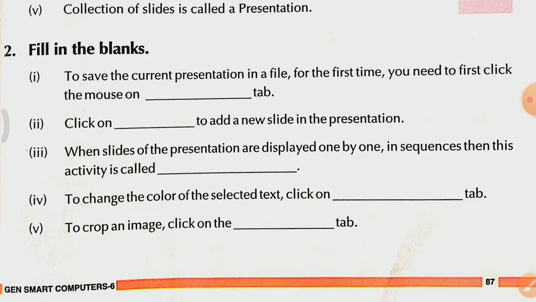 (v) Collection of slides is called a Presentation.
2. Fill in the blanks.
(i) To save the current presentation in a file, for the first time, you need to first click
the mouse on ____________ tab.
(ii) Click on ____________ to add a new slide in the presentation.
(iii) When slides of the presentation are displayed one by one, in sequences then this
activity is called ____________________.
(iv) To change the color of the selected text, click on ____________________ tab.
(v) To crop an image, click on the ______________ tab.
GEN SMART COMPUTERS-6 87